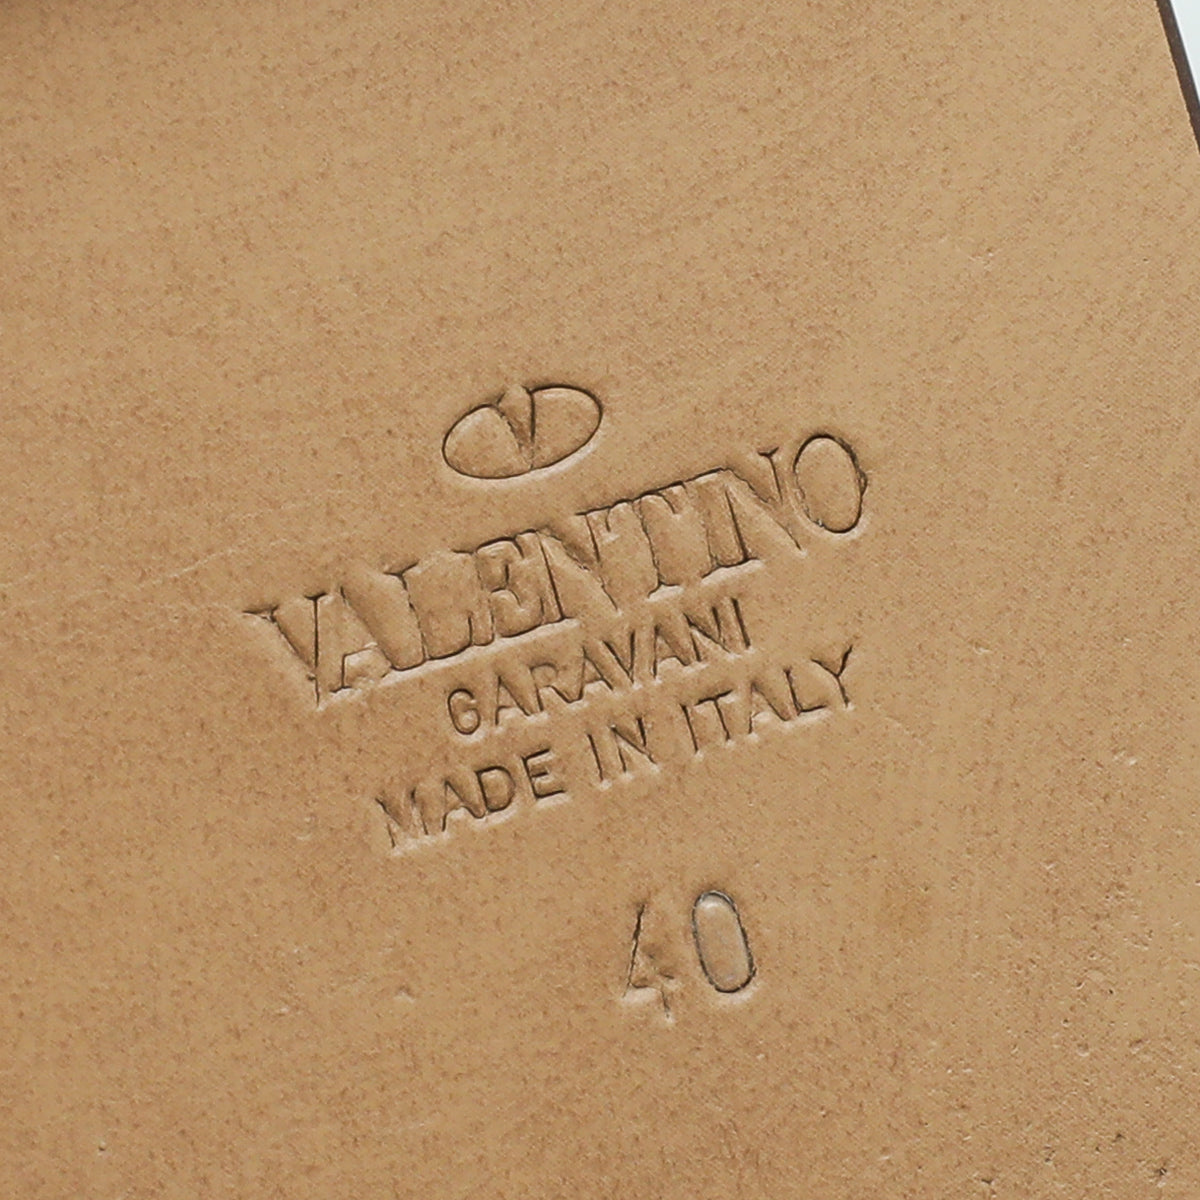 V
VALENTINO
GARAVANI
MADE IN ITALY
40